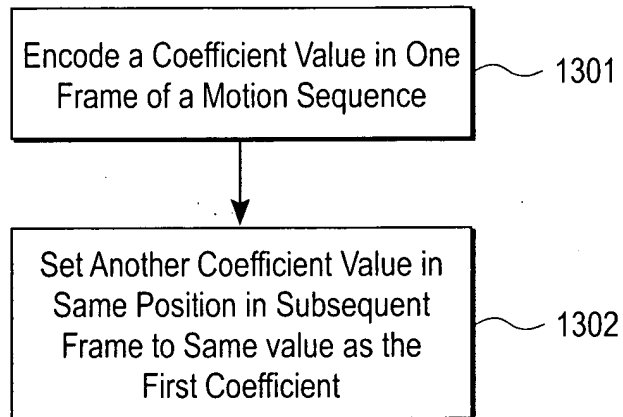 Encode a Coefficient Value in One
Frame of a Motion Sequence
1301
Set Another Coefficient Value in
Same Position in Subsequent
Frame to Same value as the
First Coefficient
1302